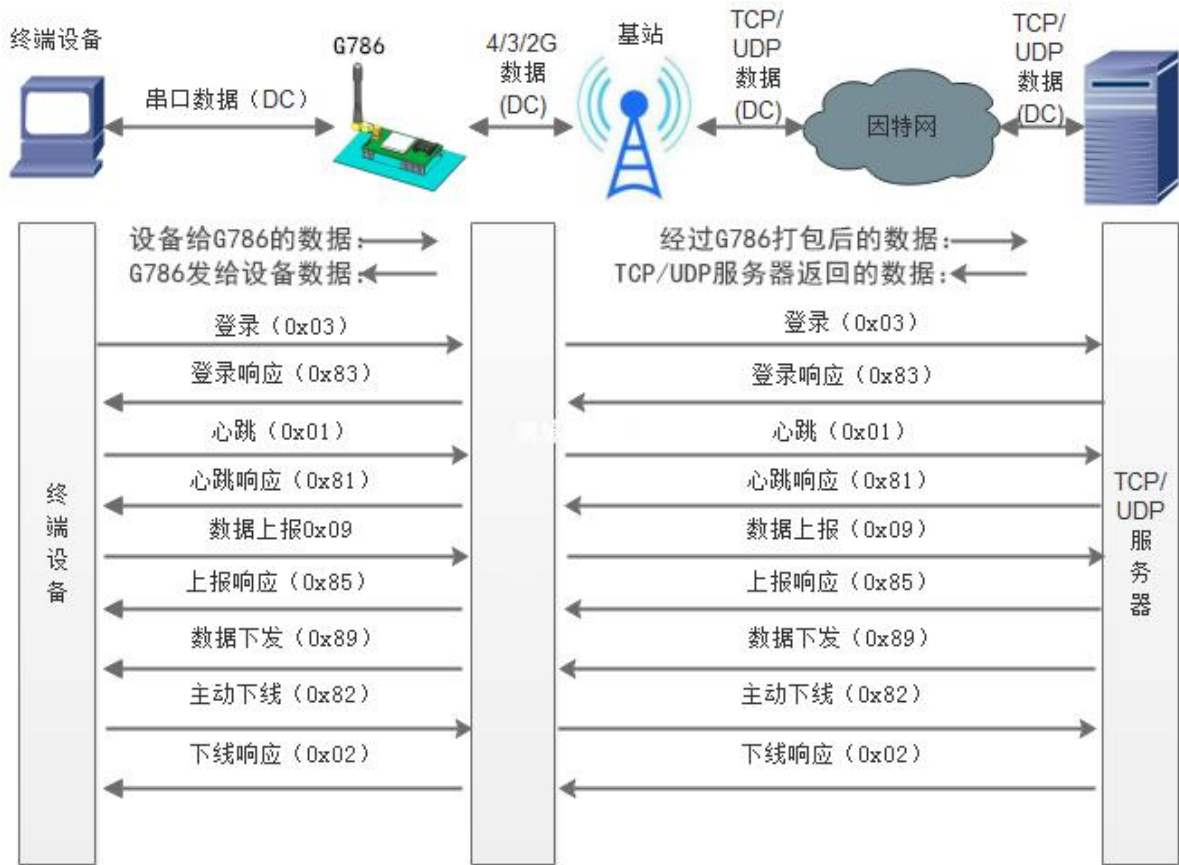 终端设备
G786
4/3/2G
数据
(DC)
基站
TCP/
UDP
数据
(DC)
TCP/
UDP
数据
(DC)
串口数据（DC）
因特网
设备给G786的数据:
G786发给设备数据:
经过G786打包后的数据:
TCP/UDP服务器返回的数据:
登录（0x03）
登录（0x03）
登录响应（0x83）
登录响应（0x83）
心跳（0x01）
心跳（0x01）
心跳响应（0x81）
心跳响应（0x81）
数据上报0x09
数据上报（0x09）
上报响应（0x85）
上报响应（0x85）
数据下发（0x89）
数据下发（0x89）
主动下线（0x82）
主动下线（0x82）
下线响应（0x02）
下线响应（0x02）
终
端
设
备
TCP/
UDP
服
务
器